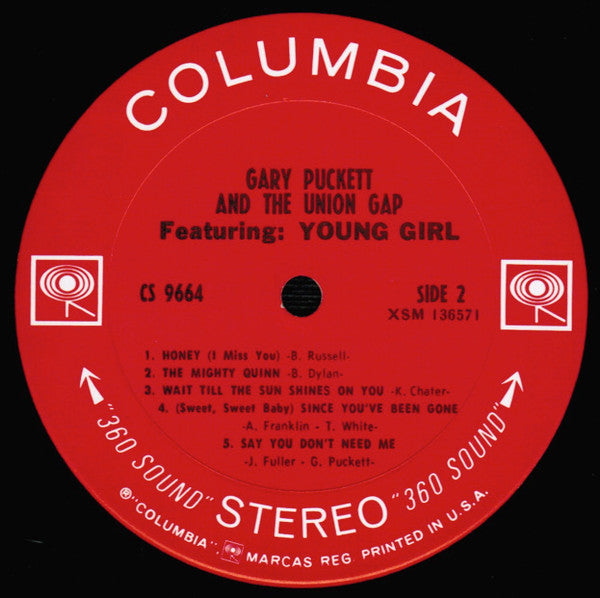 COLUMBIA
GARY PUCKETT
AND THE UNION GAP
Featuring: YOUNG GIRL
CS 9664
SIDE 2
XSM 136571
1. HONEY (I Miss You) -B. Russell-
2. THE MIGHTY QUINN -B. Dylan-
3. WAIT TILL THE SUN SHINES ON YOU -K. Chater-
4. (Sweet, Sweet Baby) SINCE YOU'VE BEEN GONE
-A. Franklin - T. White-
5. SAY YOU DON'T NEED ME
-J. Fuller - G. Puckett-
"360 SOUND" STEREO "360 SOUND"
®"COLUMBIA", MARCAS REG. PRINTED IN U.S.A.